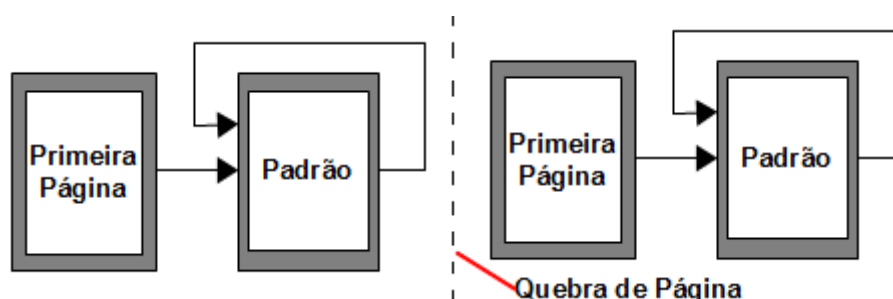 Primeira
Página
Padrão
Primeira
Página
Padrão
Quebra de Página